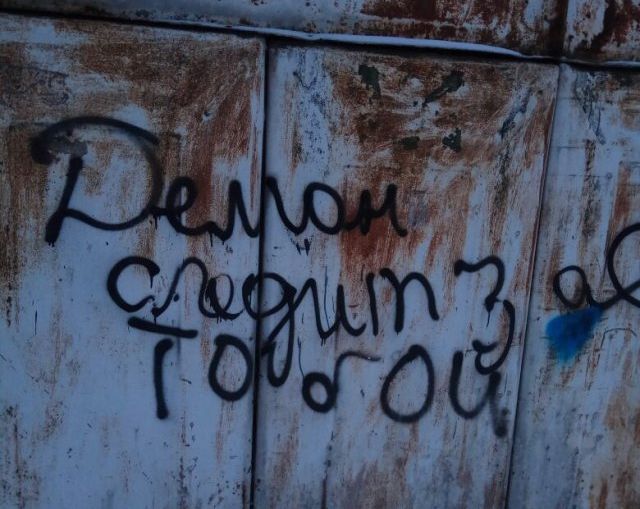 Демон
следит за
Тобой